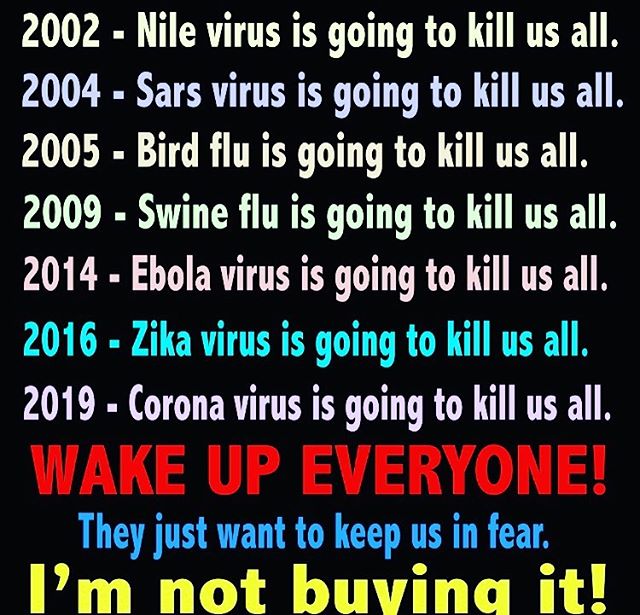 2002 - Nile virus is going to kill us all.
2004 - Sars virus is going to kill us all.
2005 - Bird flu is going to kill us all.
2009 - Swine flu is going to kill us all.
2014 - Ebola virus is going to kill us all.
2016 - Zika virus is going to kill us all.
2019 - Corona virus is going to kill us all.
WAKE UP EVERYONE!
They just want to keep us in fear.
I'm not buying it!